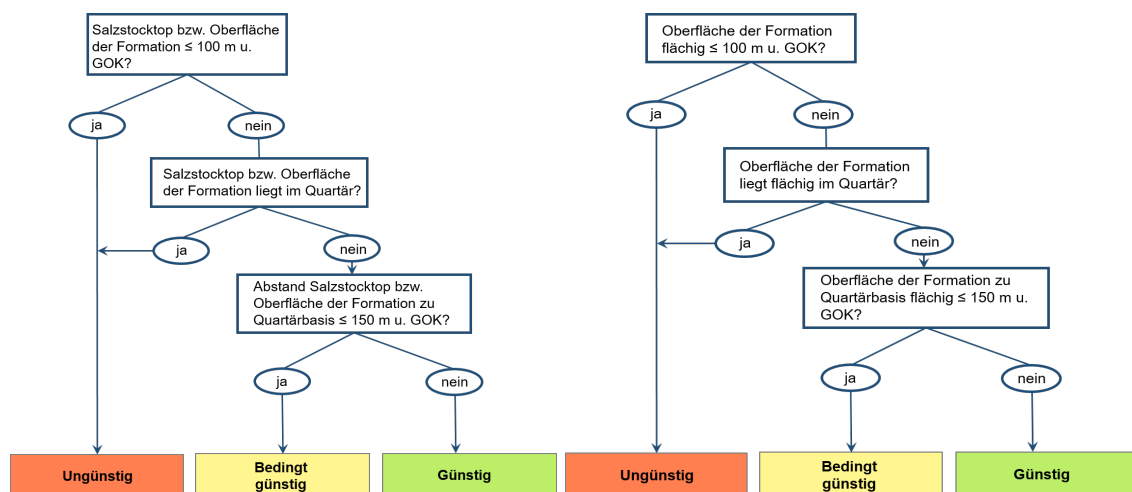 Salzstocktop bzw. Oberfläche
der Formation ≤ 100 m u.
GOK?
ja
nein
Salzstocktop bzw. Oberfläche
der Formation liegt im Quartär?
ja
nein
Abstand Salzstocktop bzw.
Oberfläche der Formation zu
Quartärbasis ≤ 150 m u. GOK?
ja
nein
Ungünstig
Bedingt
günstig
Günstig
Oberfläche der Formation
flächig ≤ 100 m u. GOK?
ja
nein
Oberfläche der Formation
liegt flächig im Quartär?
ja
nein
Oberfläche der Formation zu
Quartärbasis flächig ≤ 150 m u.
GOK?
ja
nein
Ungünstig
Bedingt
günstig
Günstig